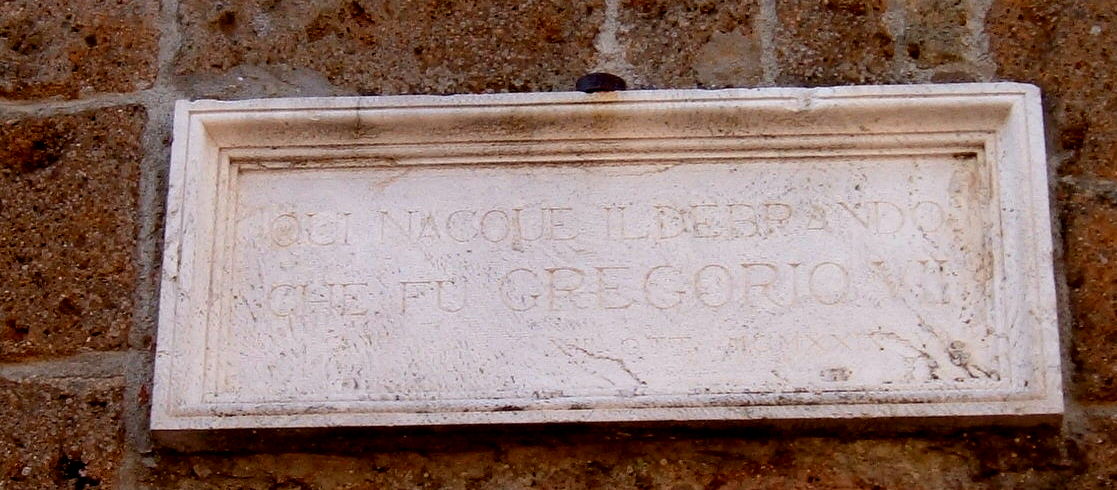 QUI NACQUE ILDEBRANDO
CHE FU GREGORIO VII